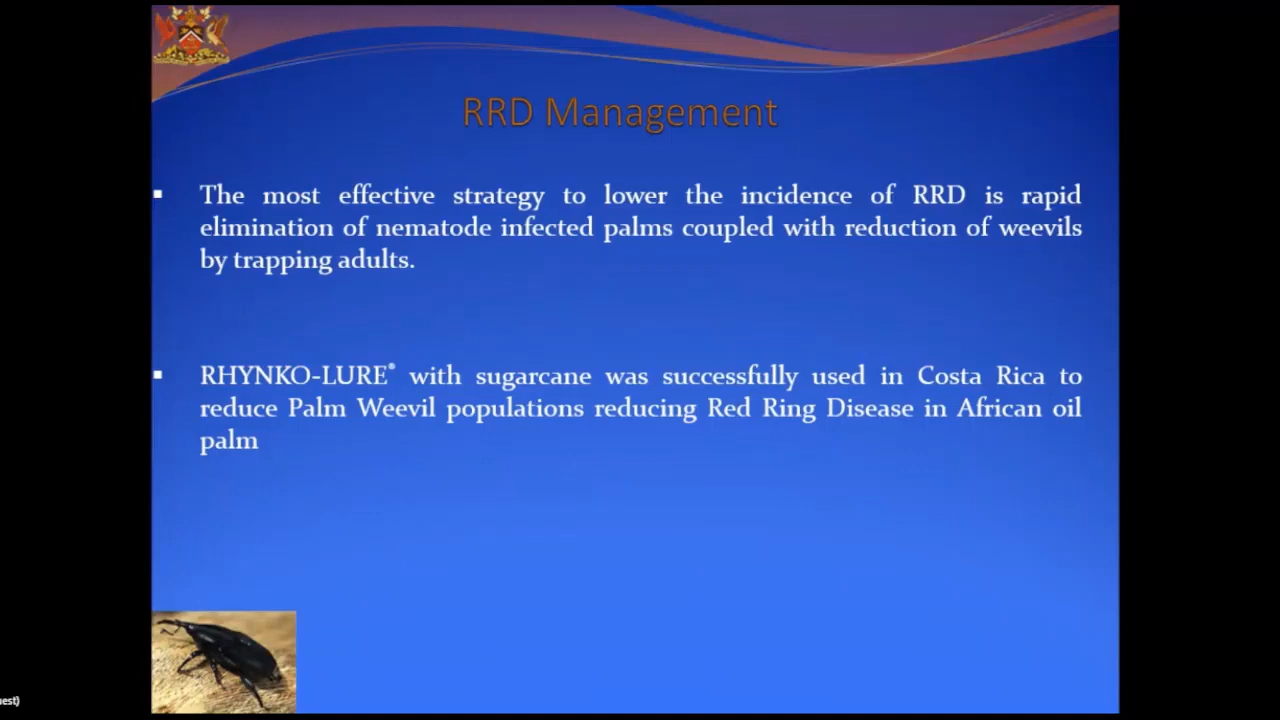 RRD Management
▪ The most effective strategy to lower the incidence of RRD is rapid
elimination of nematode infected palms coupled with reduction of weevils
by trapping adults.
▪ RHYNKO-LURE® with sugarcane was successfully used in Costa Rica to
reduce Palm Weevil populations reducing Red Ring Disease in African oil
palm